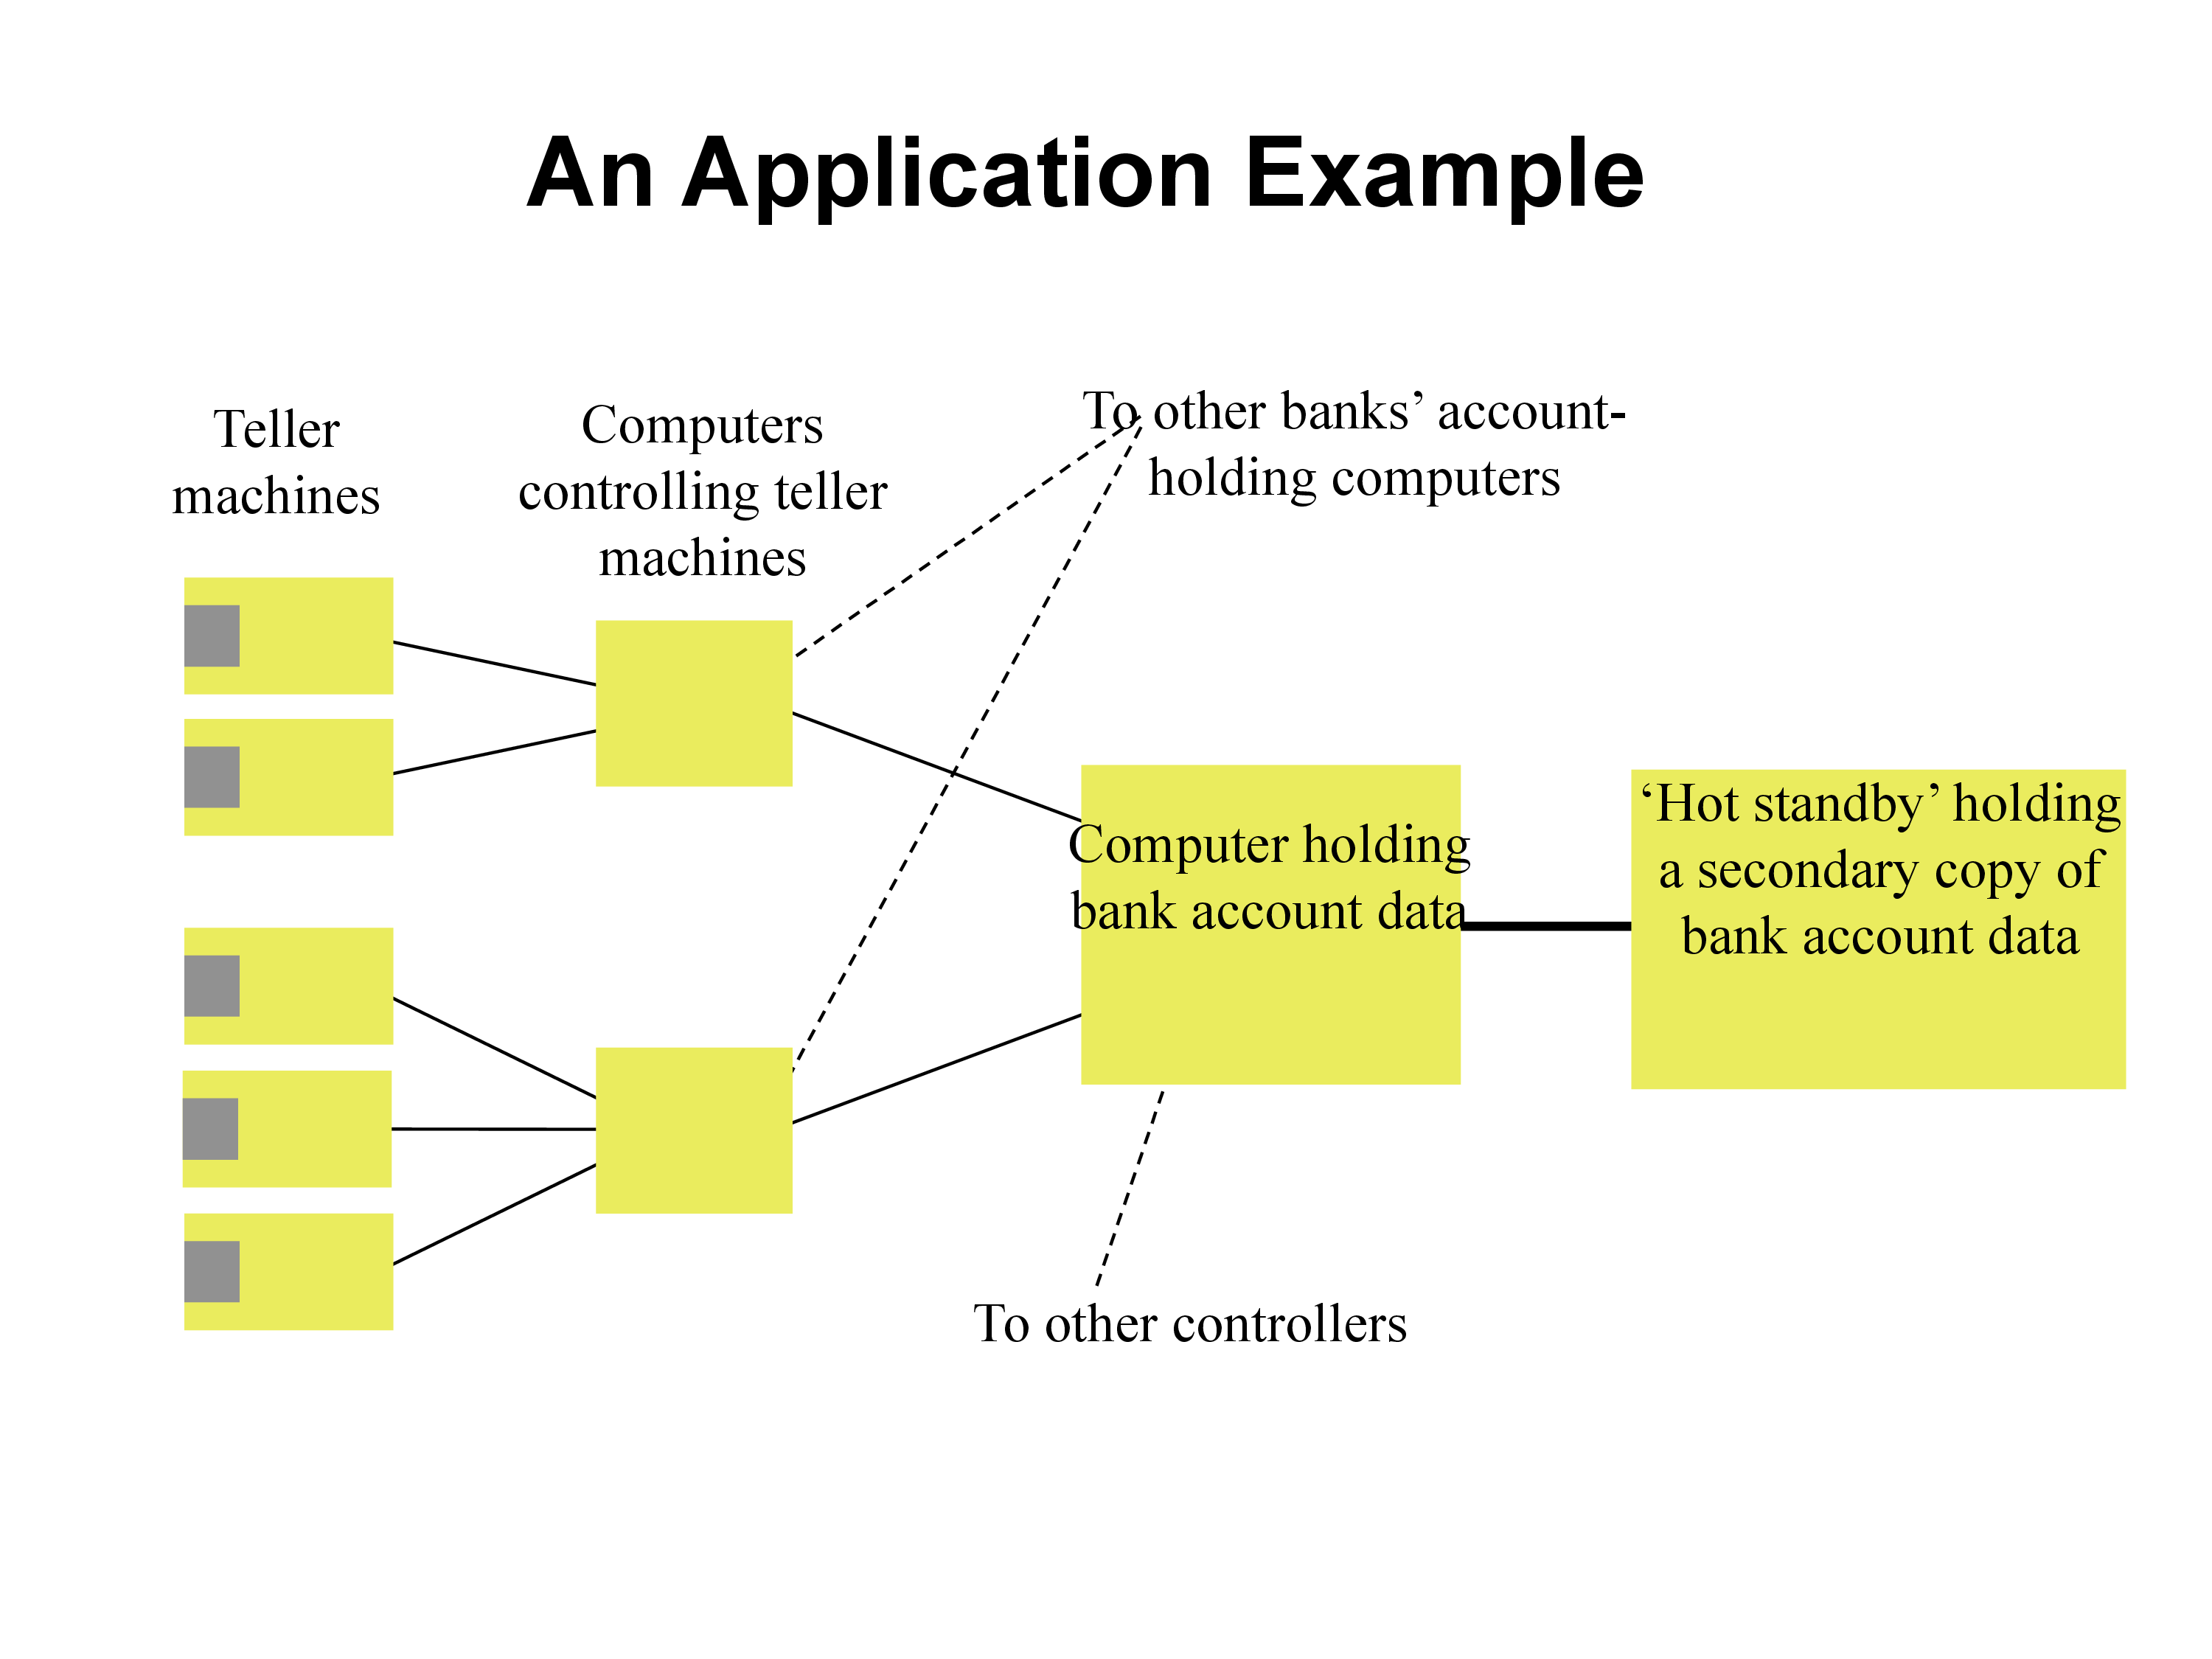 An Application Example
Teller
machines
Computers
controlling teller
machines
To other banks’ account-
holding computers
Computer holding
bank account data
‘Hot standby’ holding
a secondary copy of
bank account data
To other controllers